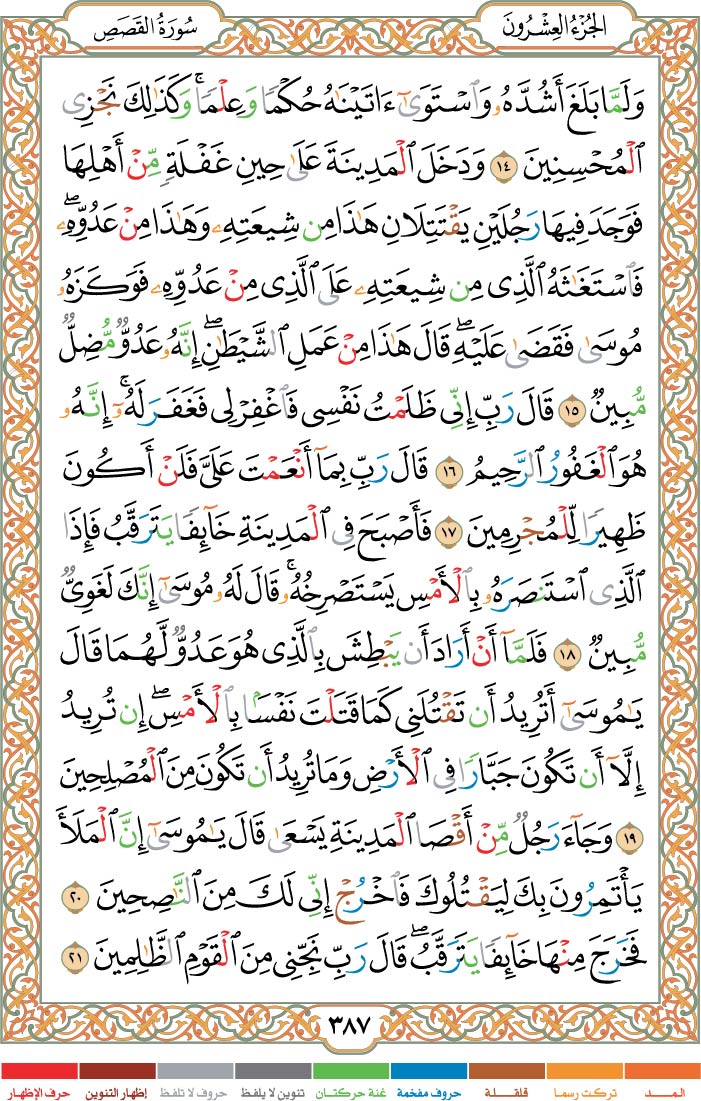 الجُزْءُ العِشْرُونَ
سُورَةُ القَصَصِ
وَلَمَّا بَلَغَ أَشُدَّهُۥ وَٱسْتَوَىٰٓ ءَاتَيْنَٰهُ حُكْمًا وَعِلْمًاۚ وَكَذَٰلِكَ نَجْزِى
ٱلْمُحْسِنِينَ ١٤ وَدَخَلَ ٱلْمَدِينَةَ عَلَىٰ حِينِ غَفْلَةٍ مِّنْ أَهْلِهَا
فَوَجَدَ فِيهَا رَجُلَيْنِ يَقْتَتِلَانِ هَٰذَا مِن شِيعَتِهِۦ وَهَٰذَا مِنْ عَدُوِّهِۦۖ
فَٱسْتَغَٰثَهُ ٱلَّذِى مِن شِيعَتِهِۦ عَلَى ٱلَّذِى مِنْ عَدُوِّهِۦ فَوَكَزَهُۥ
مُوسَىٰ فَقَضَىٰ عَلَيْهِۖ قَالَ هَٰذَا مِنْ عَمَلِ ٱلشَّيْطَٰنِۖ إِنَّهُۥ عَدُوٌّ مُّضِلٌّ
مُّبِينٌ ١٥ قَالَ رَبِّ إِنِّى ظَلَمْتُ نَفْسِى فَٱغْفِرْ لِى فَغَفَرَ لَهُۥٓۚ إِنَّهُۥ
هُوَ ٱلْغَفُورُ ٱلرَّحِيمُ ١٦ قَالَ رَبِّ بِمَآ أَنْعَمْتَ عَلَىَّ فَلَنْ أَكُونَ
ظَهِيرًا لِّلْمُجْرِمِينَ ١٧ فَأَصْبَحَ فِى ٱلْمَدِينَةِ خَآئِفًا يَتَرَقَّبُ فَإِذَا
ٱلَّذِى ٱسْتَنصَرَهُۥ بِٱلْأَمْسِ يَسْتَصْرِخُهُۥۚ قَالَ لَهُۥ مُوسَىٰٓ إِنَّكَ لَغَوِىٌّ
مُّبِينٌ ١٨ فَلَمَّآ أَنْ أَرَادَ أَن يَبْطِشَ بِٱلَّذِى هُوَ عَدُوٌّ لَّهُمَا قَالَ
يَٰمُوسَىٰٓ أَتُرِيدُ أَن تَقْتُلَنِى كَمَا قَتَلْتَ نَفْسًۢا بِٱلْأَمْسِۖ إِن تُرِيدُ
إِلَّآ أَن تَكُونَ جَبَّارًا فِى ٱلْأَرْضِ وَمَا تُرِيدُ أَن تَكُونَ مِنَ ٱلْمُصْلِحِينَ
١٩ وَجَآءَ رَجُلٌ مِّنْ أَقْصَا ٱلْمَدِينَةِ يَسْعَىٰ قَالَ يَٰمُوسَىٰٓ إِنَّ ٱلْمَلَأَ
يَأْتَمِرُونَ بِكَ لِيَقْتُلُوكَ فَٱخْرُجْ إِنِّى لَكَ مِنَ ٱلنَّٰصِحِينَ ٢٠
فَخَرَجَ مِنْهَا خَآئِفًا يَتَرَقَّبُۖ قَالَ رَبِّ نَجِّنِى مِنَ ٱلْقَوْمِ ٱلظَّٰلِمِينَ ٢١
٣٨٧
المــــد
تركت رسما
قلقـــلة
حروف مفخمة
غنة حركتـان
تنوين لا يلفظ
حروف لا تلفظ
إظهار التنوين
حرف الإظهار